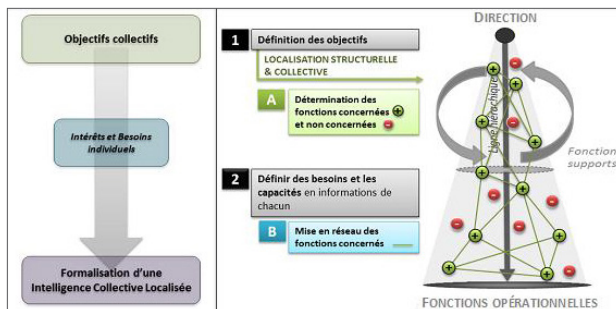 Objectifs collectifs
Intérêts et Besoins
individuels
Formalisation d'une
Intelligence Collective Localisée
1
Définition des objectifs
LOCALISATION STRUCTURELLE
& COLLECTIVE
A
Détermination des
fonctions concernées
et non concernées
2
Définir des besoins et les
capacités en informations de
chacun
B
Mise en réseau des
fonctions concernés
DIRECTION
Ligne hiérachique
Fonction
supports
FONCTIONS OPÉRATIONNELLES